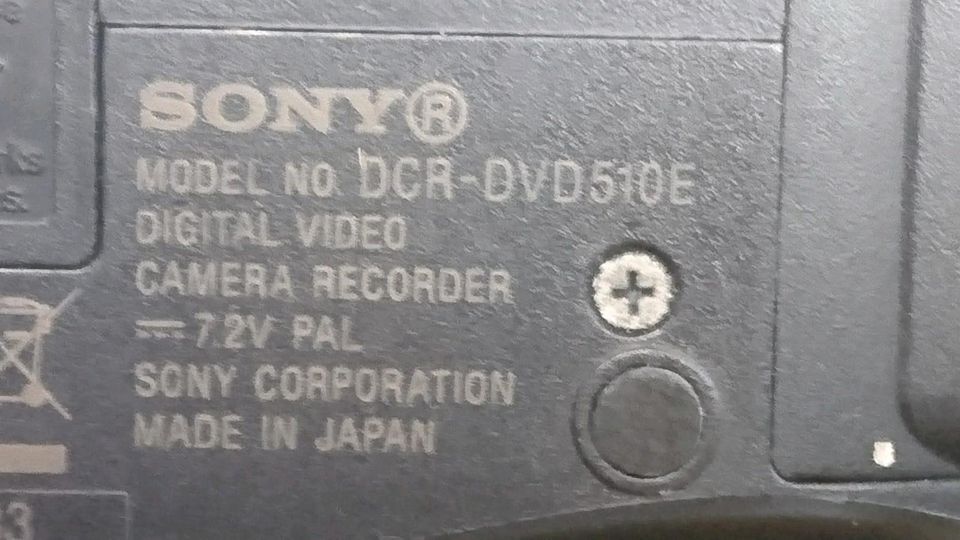 SONY®
MODEL NO. DCR-DVD510E
DIGITAL VIDEO
CAMERA RECORDER
⎓ 7.2V PAL
SONY CORPORATION
MADE IN JAPAN